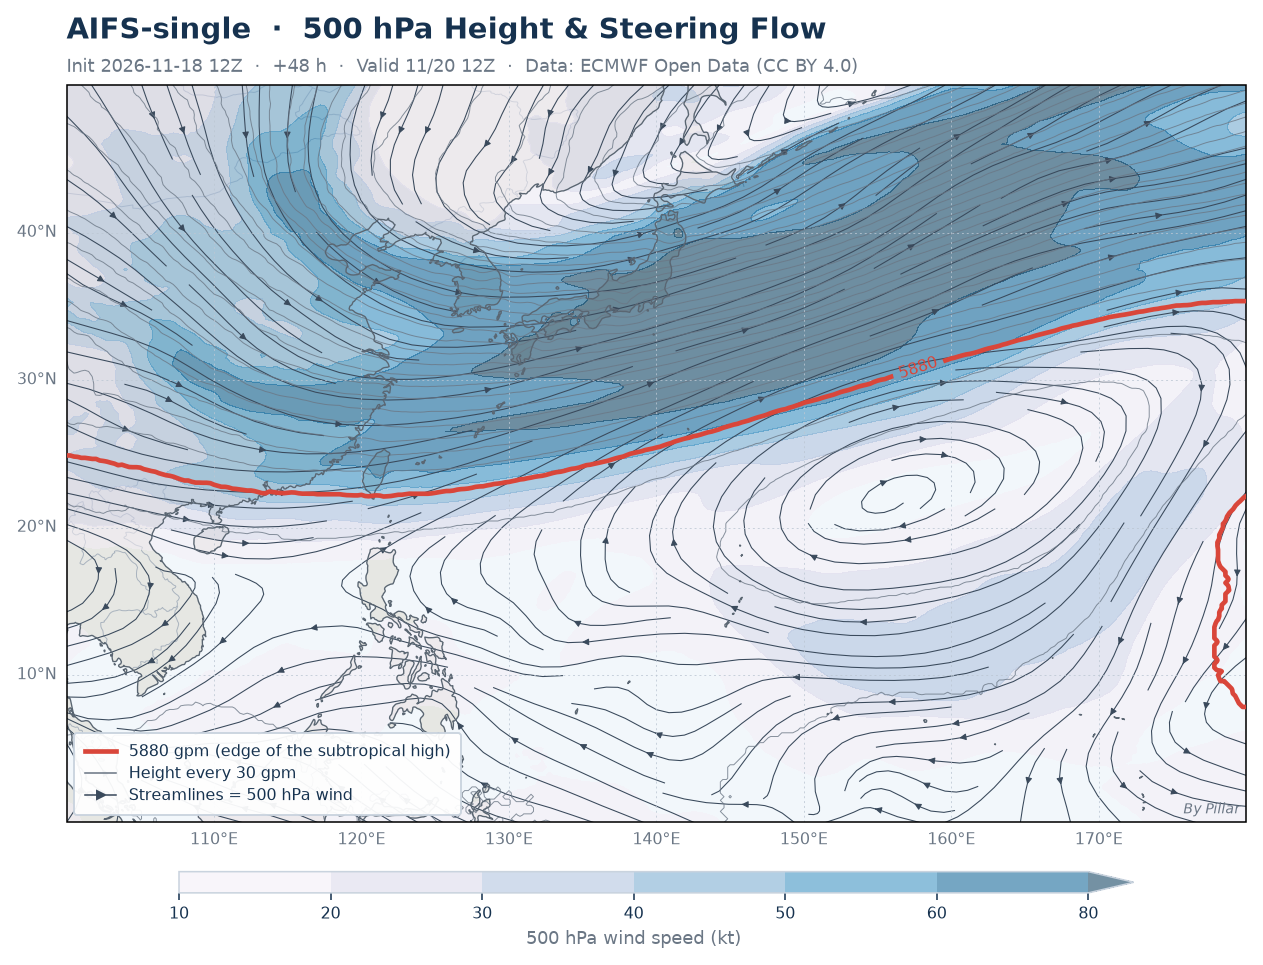 AIFS-single · 500 hPa Height & Steering Flow
Init 2026-11-18 12Z · +48 h · Valid 11/20 12Z · Data: ECMWF Open Data (CC BY 4.0)
40°N
30°N
20°N
10°N
5880
5880 gpm (edge of the subtropical high)
Height every 30 gpm
Streamlines = 500 hPa wind
By Pillar
110°E 120°E 130°E 140°E 150°E 160°E 170°E
10 20 30 40 50 60 80
500 hPa wind speed (kt)